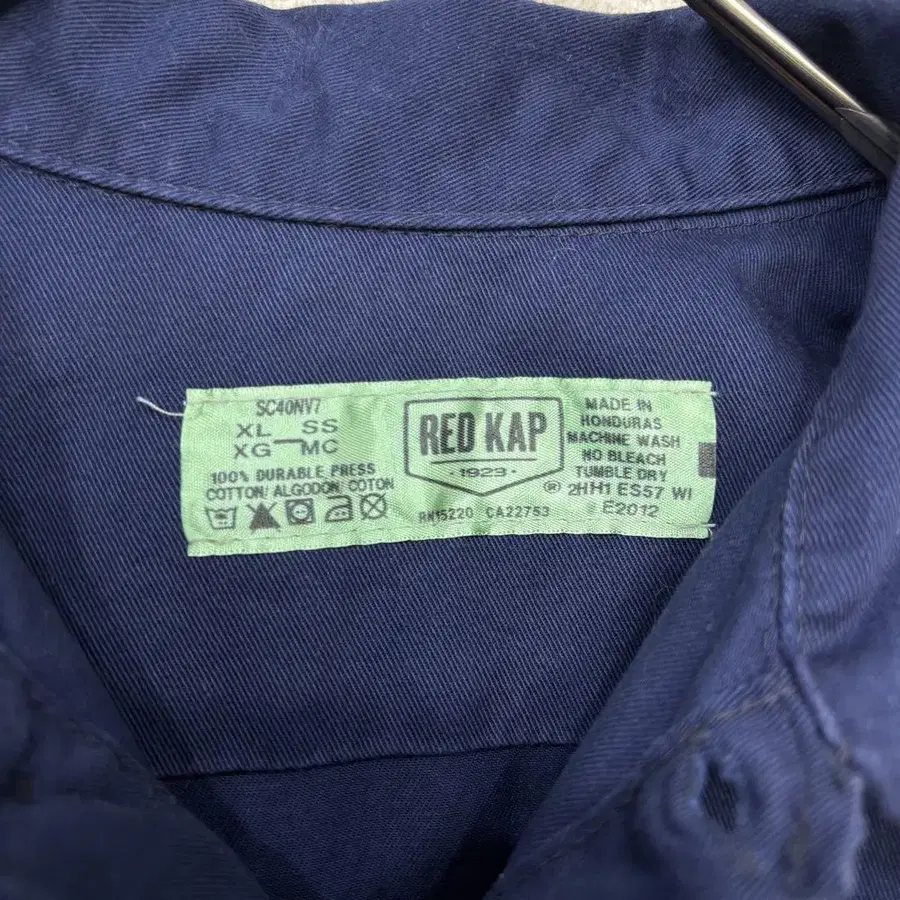 SC40NV7
XL SS
XG MC
100% DURABLE PRESS
COTTON/ ALGODON/ COTON
RED KAP
1923
RN15220 CA22753
MADE IN
HONDURAS
MACHINE WASH
NO BLEACH
TUMBLE DRY
® 2HH1 ES57 WI
E2012